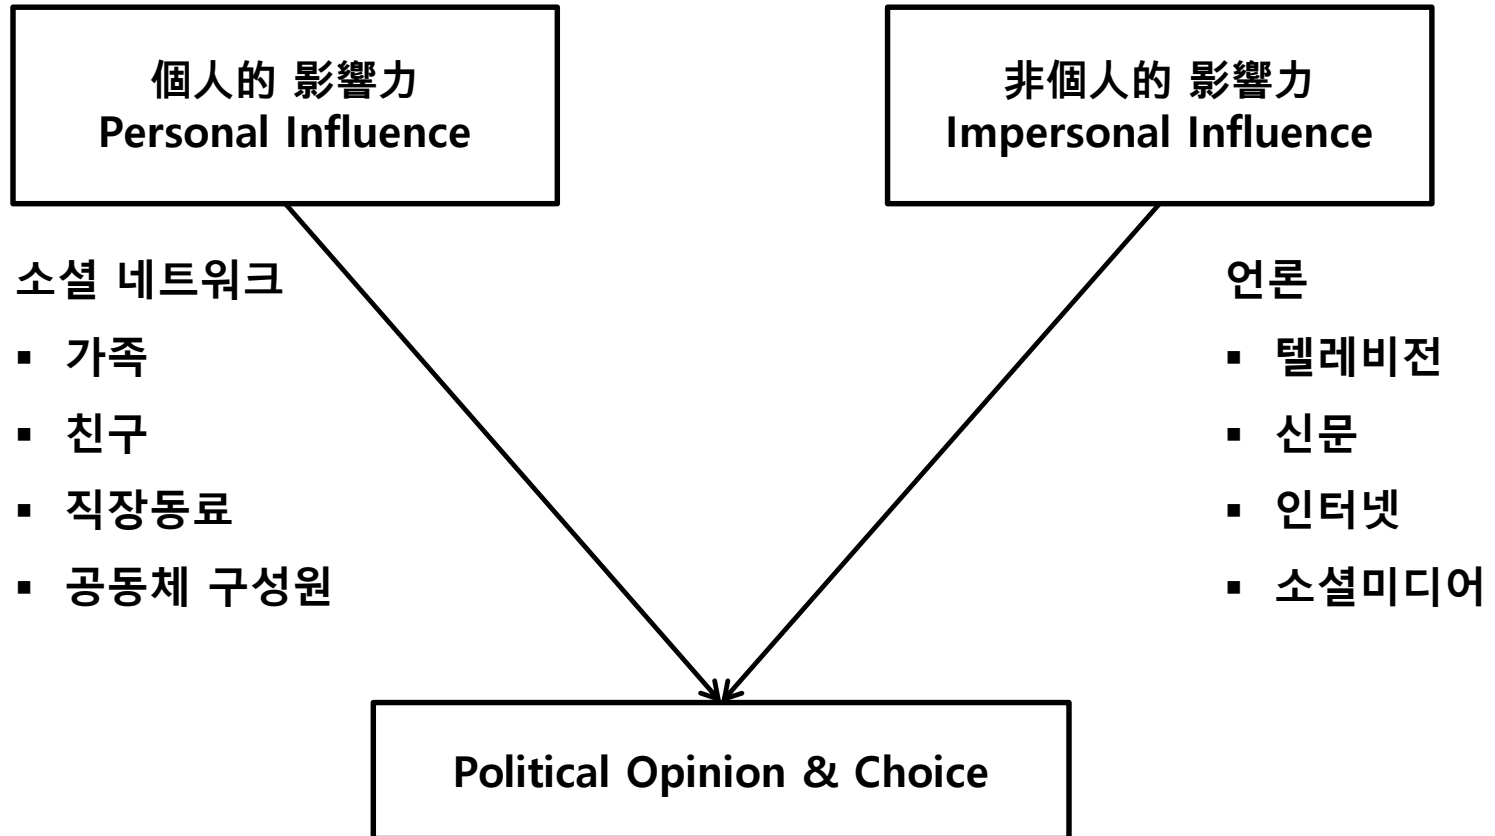 個人的 影響力
Personal Influence
非個人的 影響力
Impersonal Influence
소셜 네트워크
▪ 가족
▪ 친구
▪ 직장동료
▪ 공동체 구성원
언론
▪ 텔레비전
▪ 신문
▪ 인터넷
▪ 소셜미디어
Political Opinion & Choice